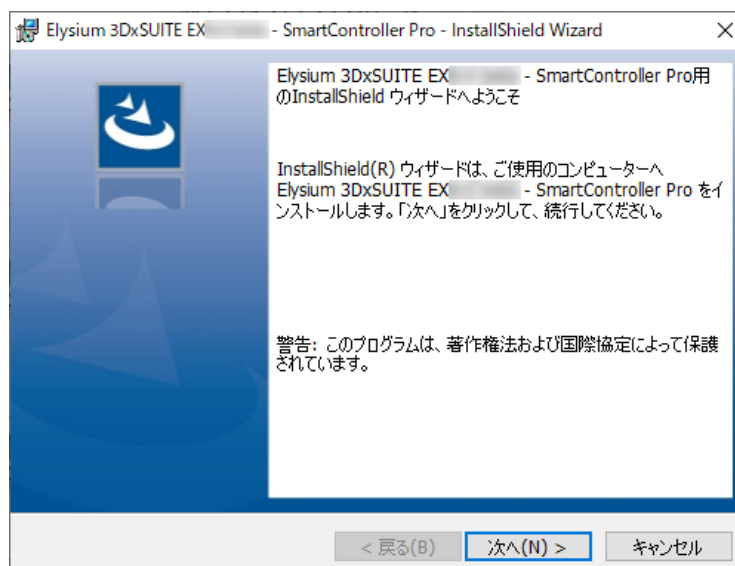 Elysium 3DxSUITE EX - SmartController Pro - InstallShield Wizard
Elysium 3DxSUITE EX - SmartController Pro用
のInstallShield ウィザードへようこそ
InstallShield(R) ウィザードは、ご使用のコンピューターへ
Elysium 3DxSUITE EX - SmartController Pro をイ
ンストールします。「次へ」をクリックして、続行してください。
警告: このプログラムは、著作権法および国際協定によって保護
されています。
< 戻る(B)
次へ(N) >
キャンセル